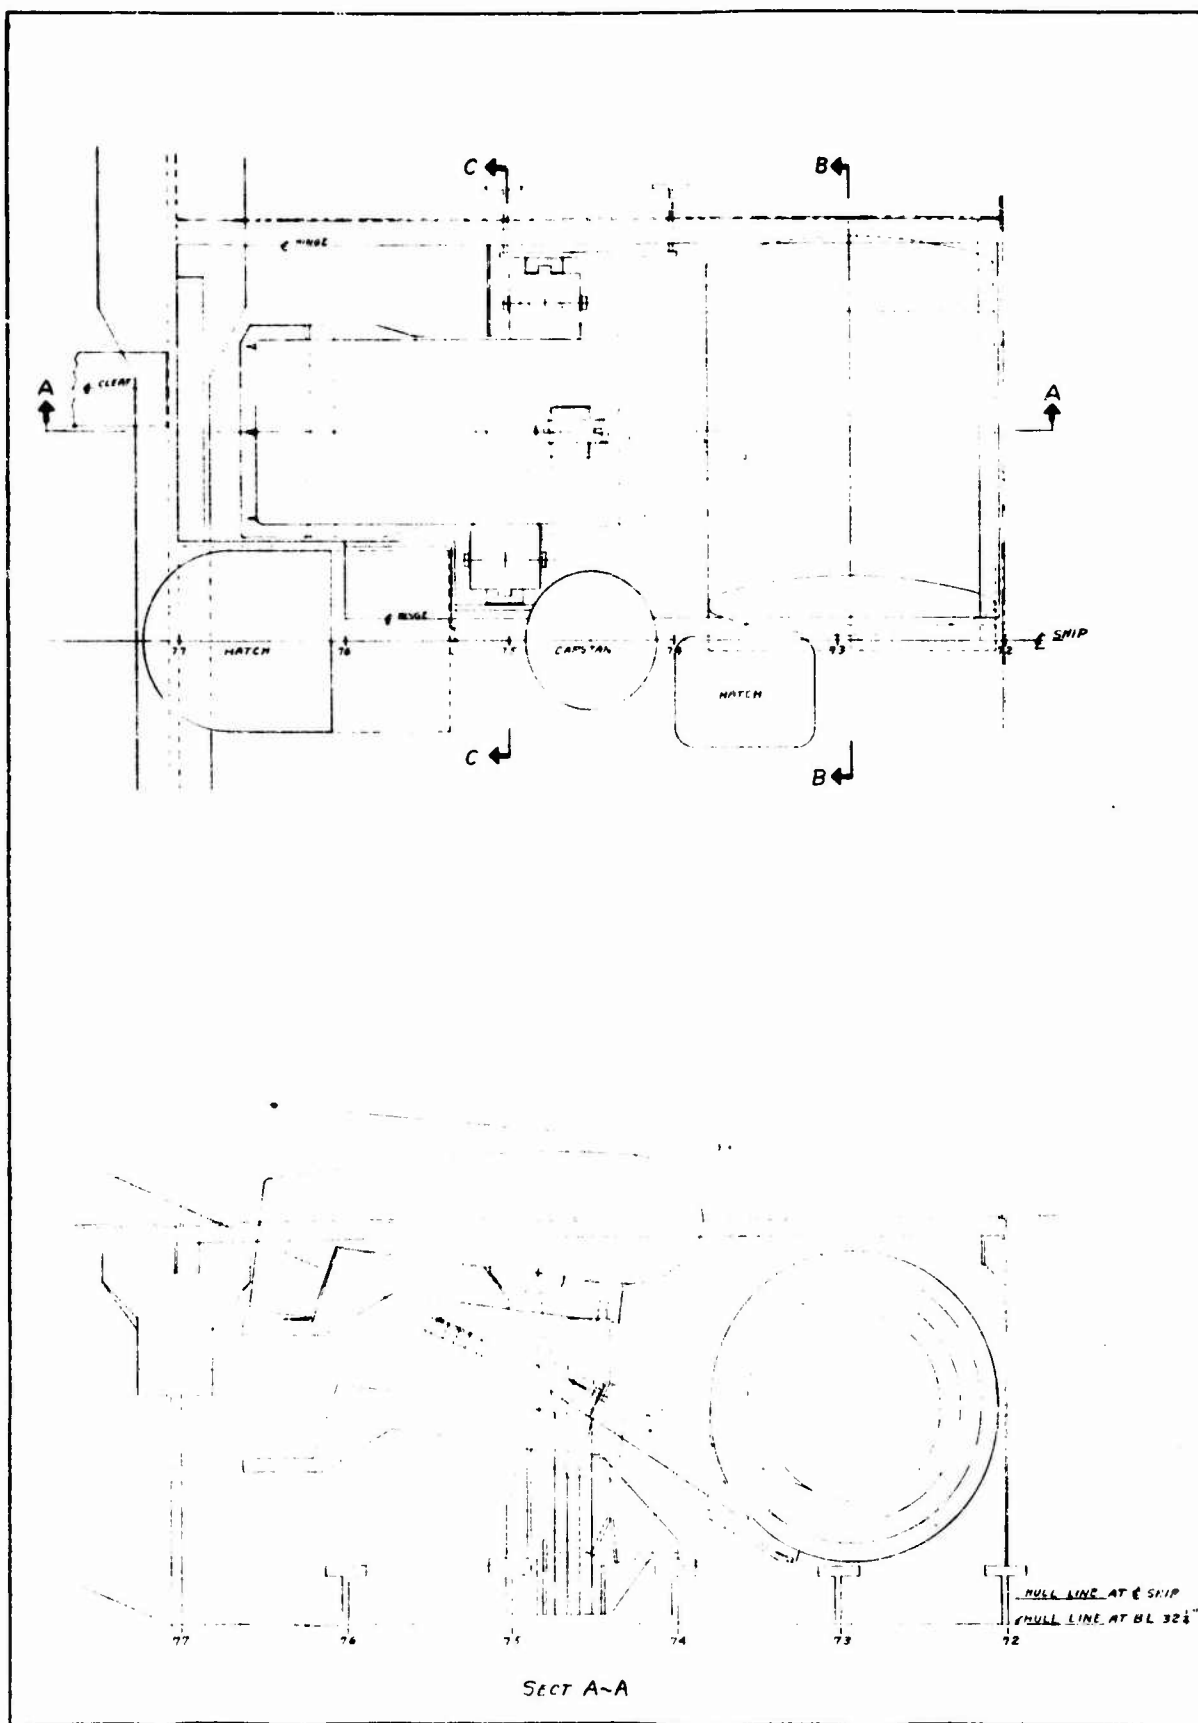 C B
℄ HINGE
A ℄ CLEAT A
℄ HINGE
77 HATCH 76 75 CAPSTAN 74 73 72 ℄ SHIP
HATCH
C B
HULL LINE AT ℄ SHIP
HULL LINE AT BL 32¼"
77 76 75 74 73 72
SECT A~A